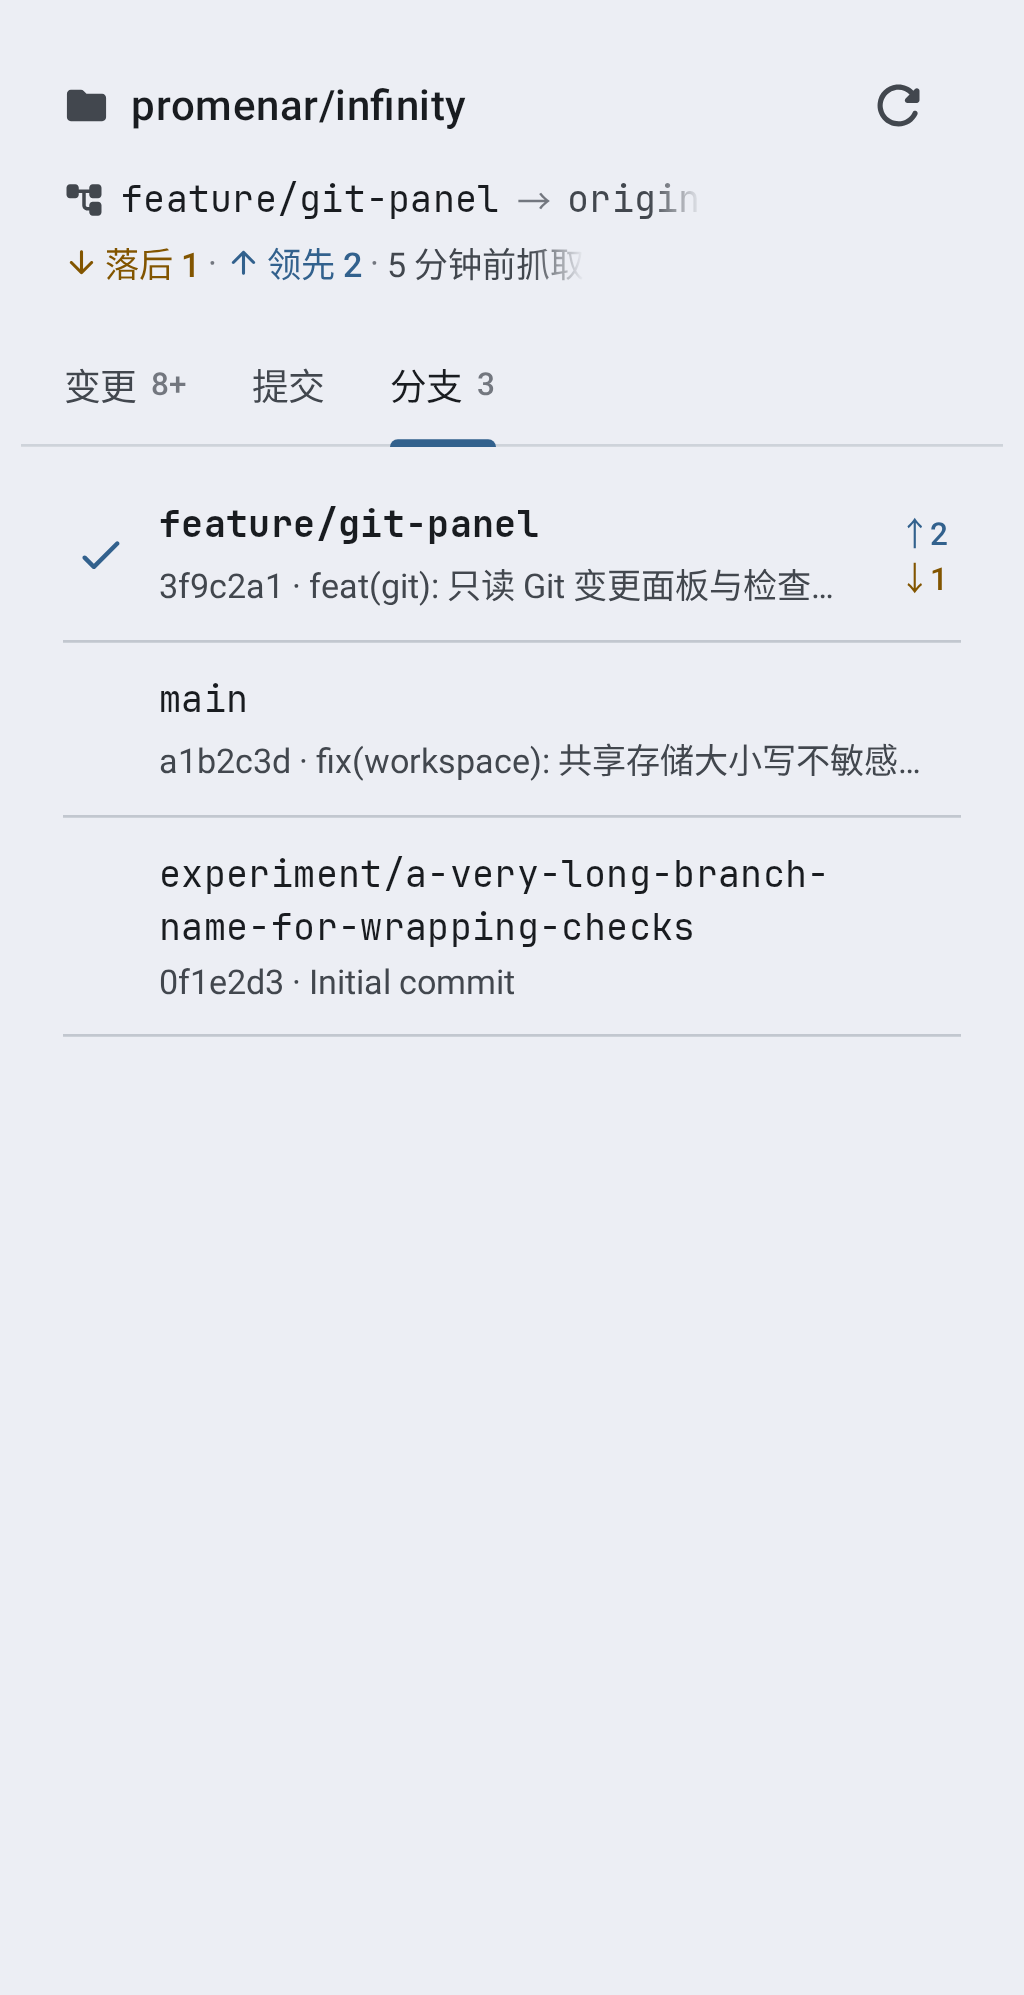 promenar/infinity
feature/git-panel → origin
↓ 落后 1 · ↑ 领先 2 · 5 分钟前抓取
变更 8+ 提交 分支 3
feature/git-panel
↑2
3f9c2a1 · feat(git): 只读 Git 变更面板与检查…
↓1
main
a1b2c3d · fix(workspace): 共享存储大小写不敏感…
experiment/a-very-long-branch-
name-for-wrapping-checks
0f1e2d3 · Initial commit